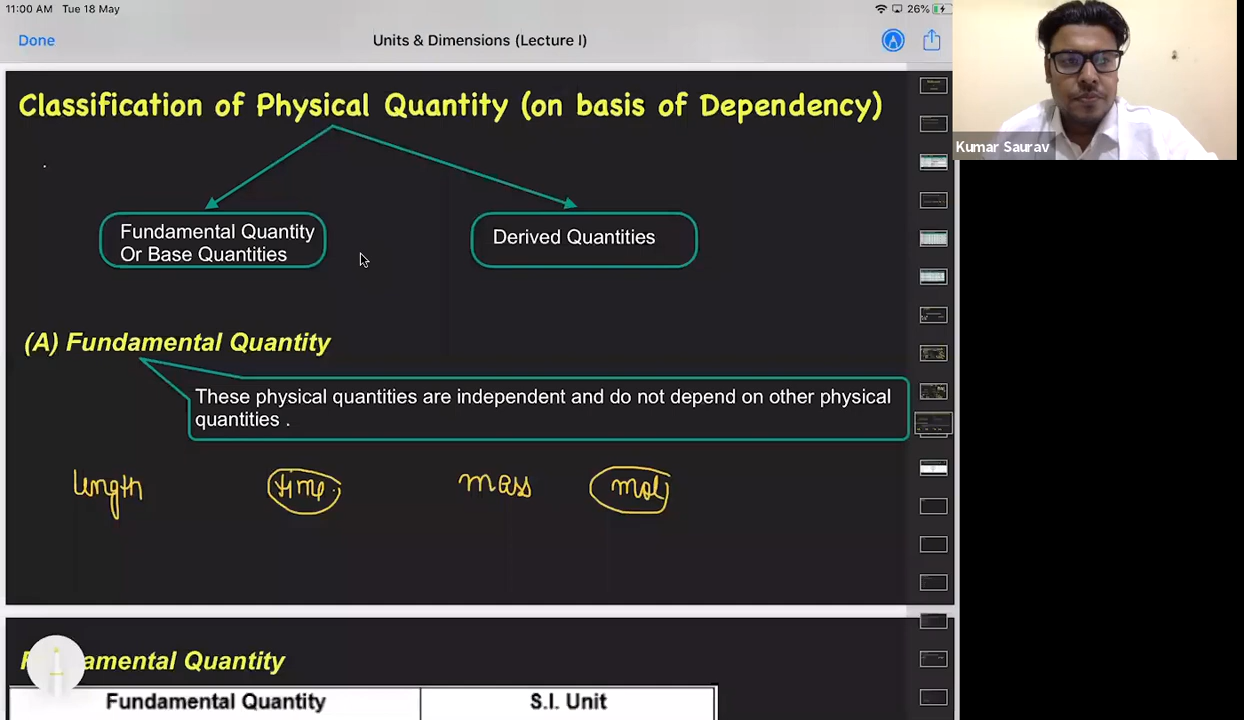 11:00 AM Tue 18 May
26%
Done
Units & Dimensions (Lecture I)
Kumar Saurav
Classification of Physical Quantity (on basis of Dependency)
Fundamental Quantity
Or Base Quantities
Derived Quantities
(A) Fundamental Quantity
These physical quantities are independent and do not depend on other physical
quantities .
length time mass mol
amental Quantity
Fundamental Quantity S.I. Unit